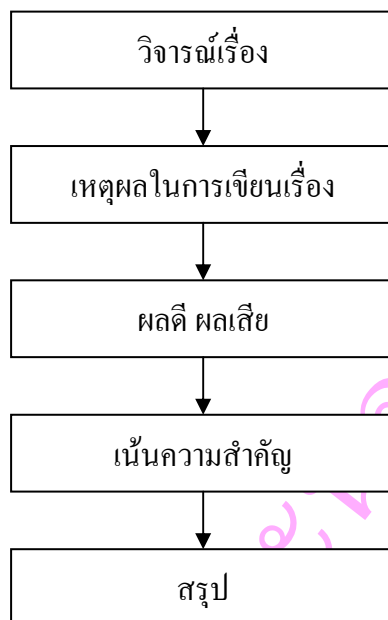 วิจารณ์เรื่อง
เหตุผลในการเขียนเรื่อง
ผลดี ผลเสีย
เน้นความสำคัญ
สรุป